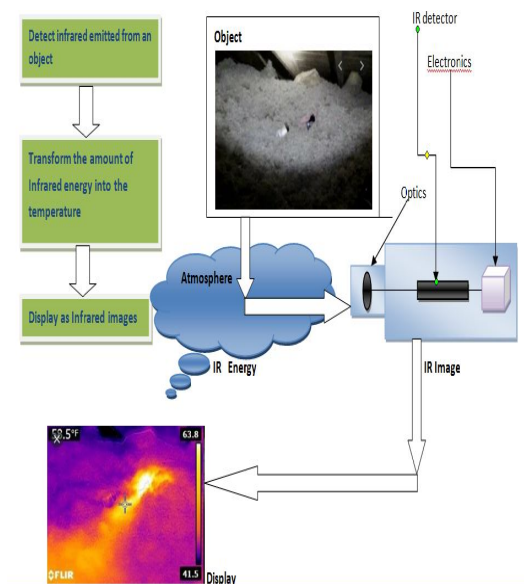 Detect infrared emitted from an
object
Transform the amount of
Infrared energy into the
temperature
Display as Infrared images
Object
IR detector
Electronics
Optics
Atmosphere
IR Energy
IR Image
63.8
41.5
FLIR
Display